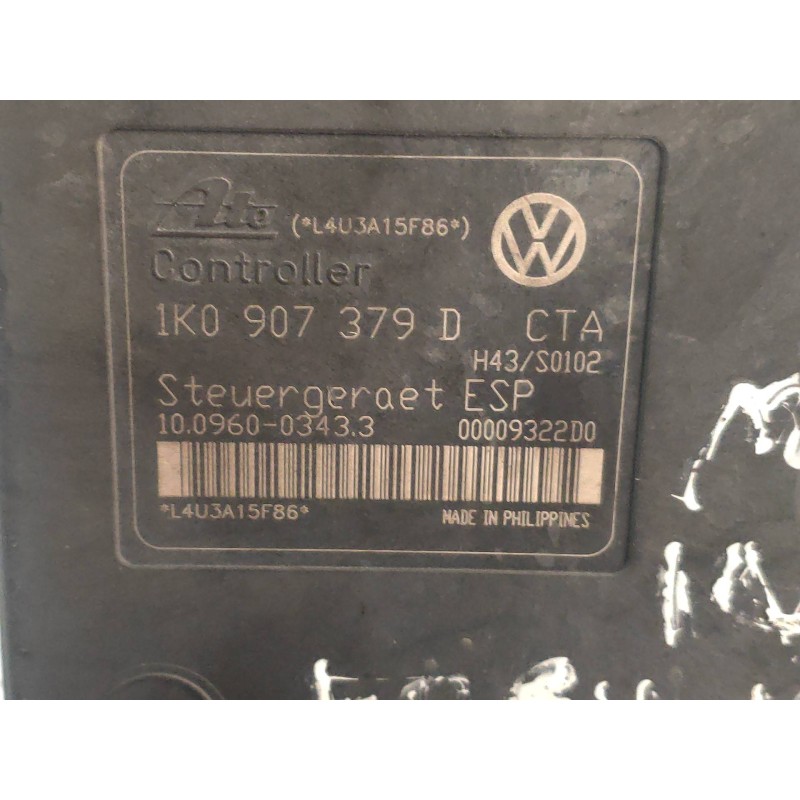 Ate (*L4U3A15F86*)
Controller
1K0 907 379 D CTA
H43/S0102
Steuergeraet ESP
10.0960-0343.3 00009322D0
*L4U3A15F86* MADE IN PHILIPPINES